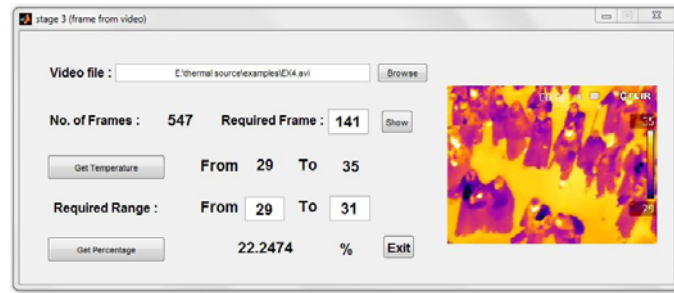 stage 3 (frame from video)
Video file : E:\thermal source\examples\EX4.avi Browse
No. of Frames : 547 Required Frame : 141 Show
Get Temperature From 29 To 35
Required Range : From 29 To 31
Get Percentage 22.2474 % Exit
FLIR
35
29